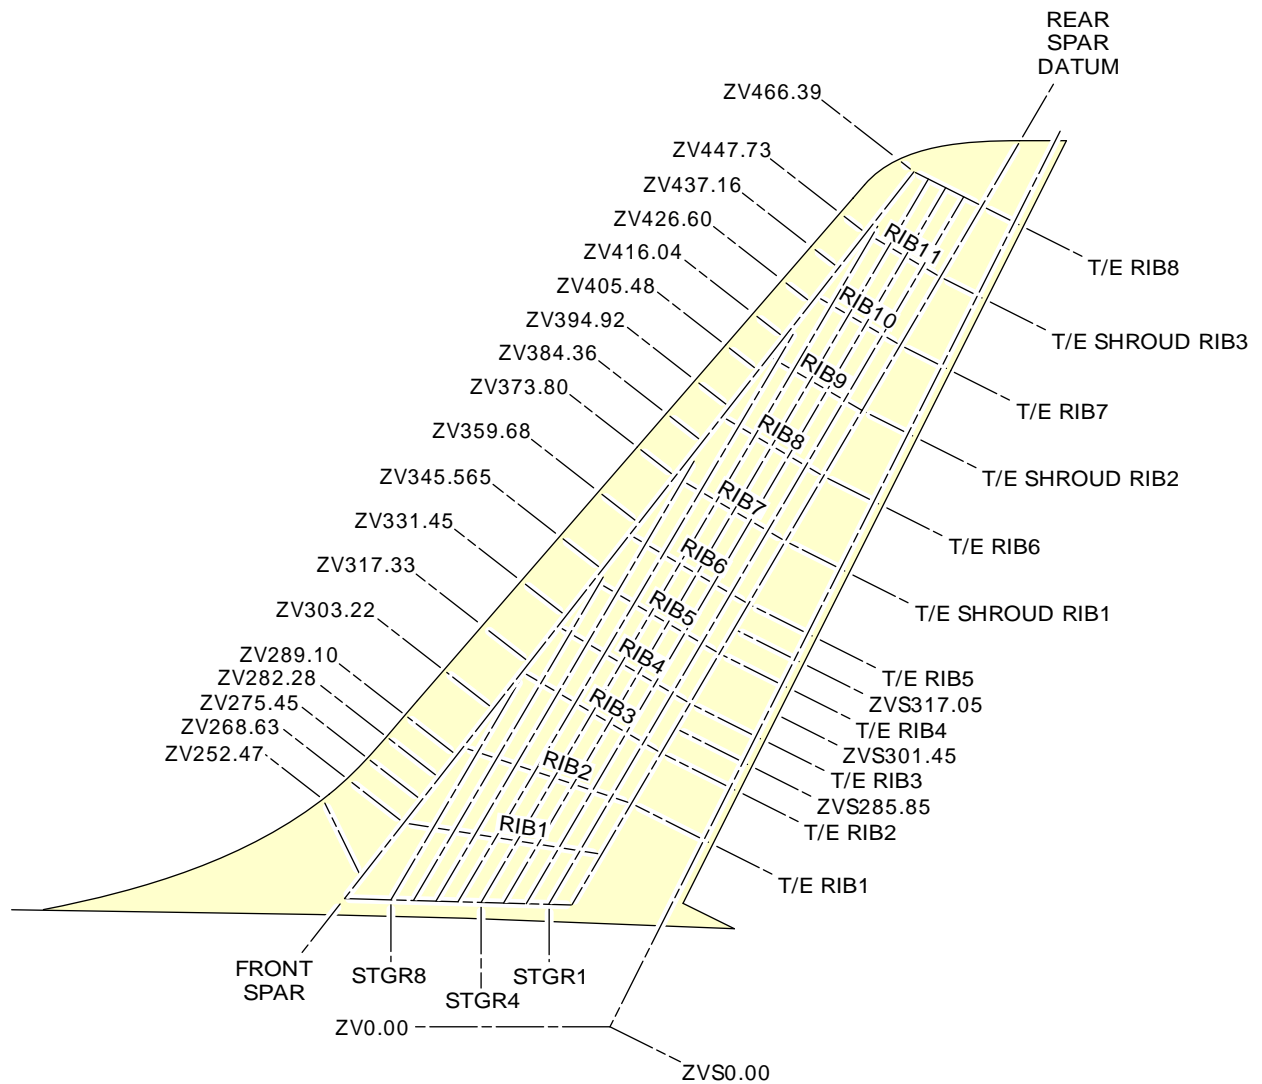 REAR
SPAR
DATUM
ZV466.39
ZV447.73
ZV437.16
ZV426.60
ZV416.04
ZV405.48
ZV394.92
ZV384.36
ZV373.80
ZV359.68
ZV345.565
ZV331.45
ZV317.33
ZV303.22
ZV289.10
ZV282.28
ZV275.45
ZV268.63
ZV252.47
RIB11
RIB10
RIB9
RIB8
RIB7
RIB6
RIB5
RIB4
RIB3
RIB2
RIB1
T/E RIB8
T/E SHROUD RIB3
T/E RIB7
T/E SHROUD RIB2
T/E RIB6
T/E SHROUD RIB1
T/E RIB5
ZVS317.05
T/E RIB4
ZVS301.45
T/E RIB3
ZVS285.85
T/E RIB2
T/E RIB1
FRONT
SPAR
STGR8
STGR4
STGR1
ZV0.00
ZVS0.00